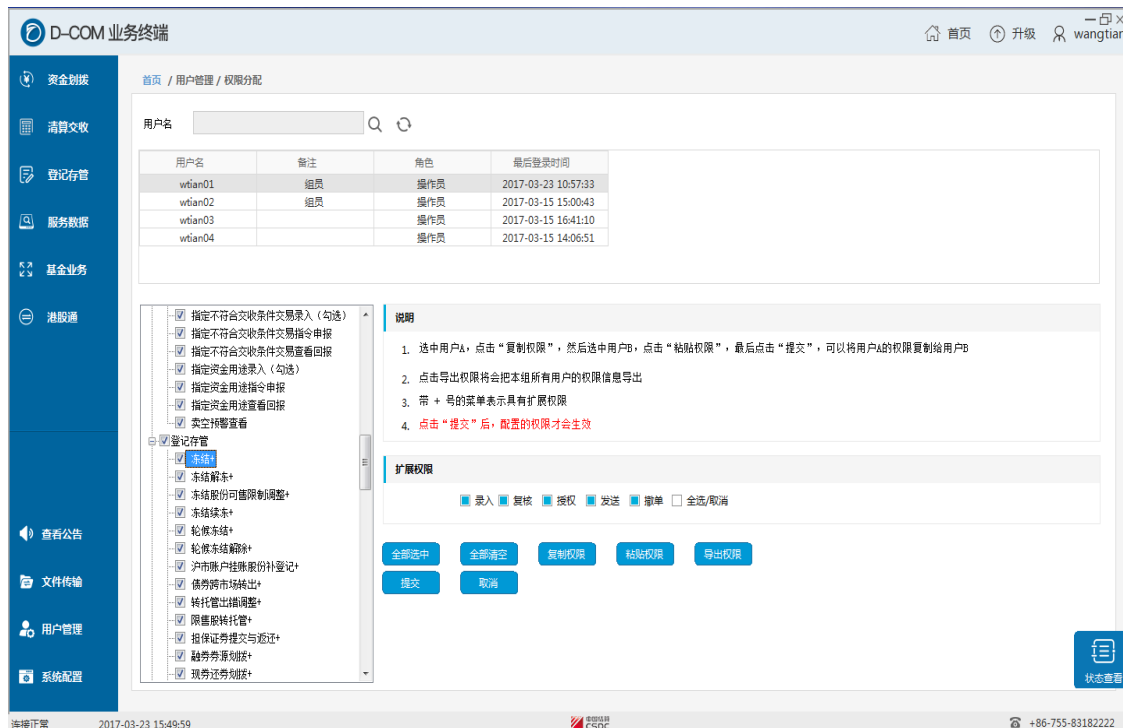 D-COM 业务终端
首页 升级 wangtian
资金划拨
清算交收
登记存管
服务数据
基金业务
港股通
查看公告
文件传输
用户管理
系统配置
首页 / 用户管理 / 权限分配
用户名
用户名 备注 角色 最后登录时间
wtian01 组员 操作员 2017-03-23 10:57:33
wtian02 组员 操作员 2017-03-15 15:00:43
wtian03 操作员 2017-03-15 16:41:10
wtian04 操作员 2017-03-15 14:06:51
指定不符合交收条件交易录入（勾选）
指定不符合交收条件交易指令申报
指定不符合交收条件交易查看回报
指定资金用途录入（勾选）
指定资金用途指令申报
指定资金用途查看回报
卖空预警查看
登记存管
冻结+
冻结解冻+
冻结股份可售限制调整+
冻结续冻+
轮候冻结+
轮候冻结解除+
沪市账户挂账股份补登记+
债券跨市场转出+
转托管出错调整+
限售股转托管+
担保证券提交与返还+
融券券源划拨+
现券还券划拨+
说明
1. 选中用户A，点击“复制权限”，然后选中用户B，点击“粘贴权限”，最后点击“提交”，可以将用户A的权限复制给用户B
2. 点击导出权限将会把本组所有用户的权限信息导出
3. 带 + 号的菜单表示具有扩展权限
4. 点击“提交”后，配置的权限才会生效
扩展权限
录入 复核 授权 发送 撤单 全选/取消
全部选中 全部清空 复制权限 粘贴权限 导出权限
提交 取消
状态查看
连接正常 2017-03-23 15:49:59 中国结算 CSDC +86-755-83182222